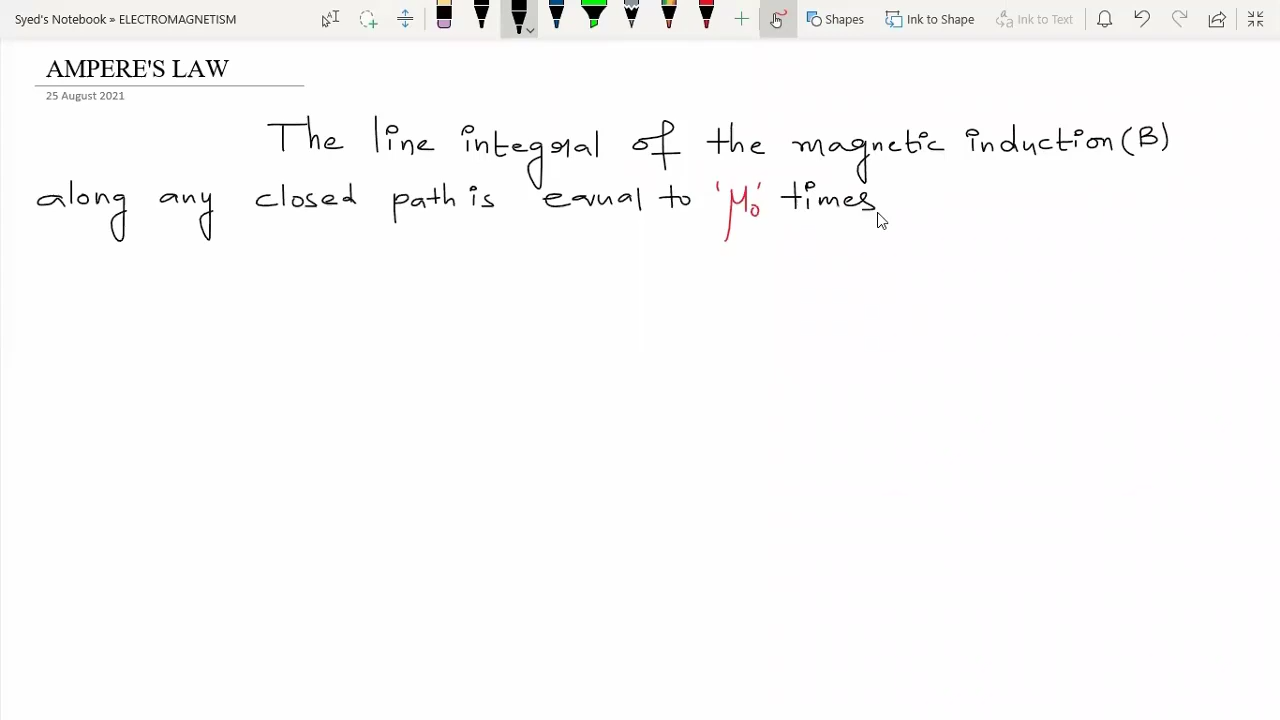 Syed's Notebook » ELECTROMAGNETISM
Shapes
Ink to Shape
Ink to Text
AMPERE'S LAW
25 August 2021
The line integral of the magnetic induction (B)
along any closed path is equal to 'μ₀' times